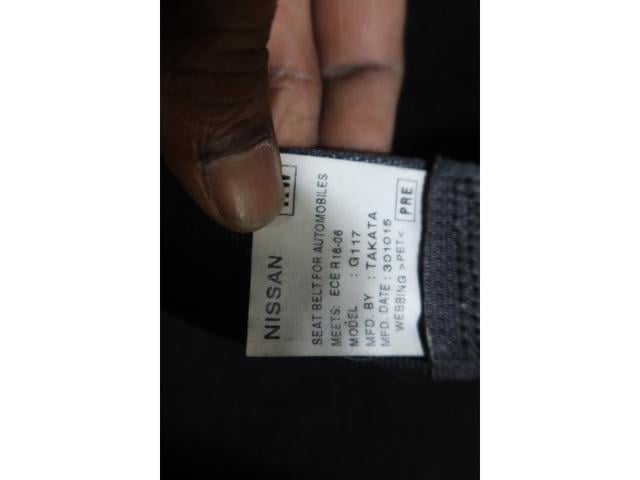 NISSAN
SEAT BELT FOR AUTOMOBILES
MEETS: ECE R16-06
MODEL : G117
MFD. BY : TAKATA
MFD. DATE : 301015
WEBBING >PET<
PRE